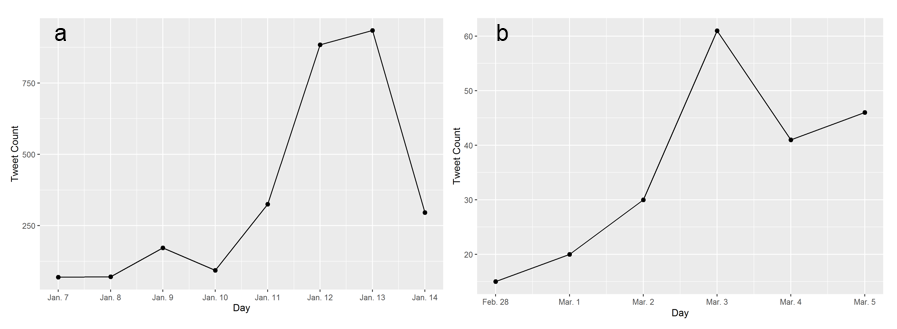 a
Tweet Count
750
500
250
Jan. 7 Jan. 8 Jan. 9 Jan. 10 Jan. 11 Jan. 12 Jan. 13 Jan. 14
Day
b
Tweet Count
60
50
40
30
20
Feb. 28 Mar. 1 Mar. 2 Mar. 3 Mar. 4 Mar. 5
Day